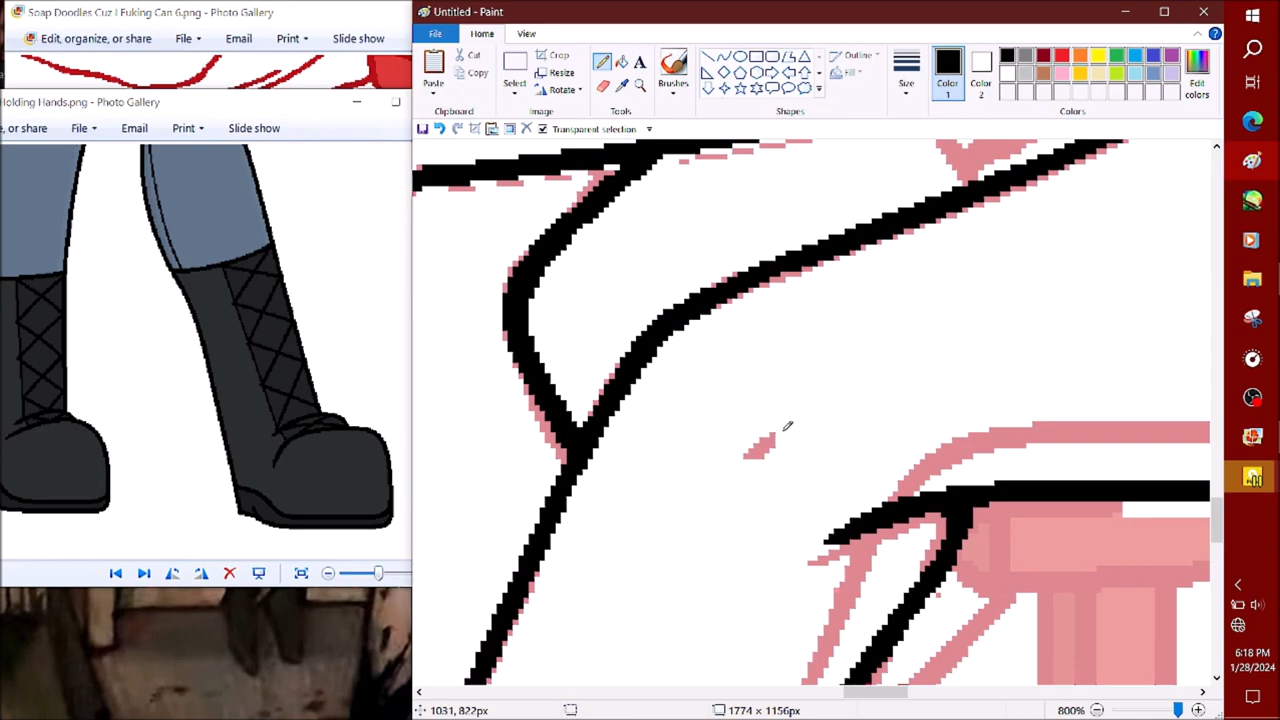 Soap Doodles Cuz I Fuking Can 6.png - Photo Gallery
Edit, organize, or share File Email Print Slide show
Holding Hands.png - Photo Gallery
, or share File Email Print Slide show
Untitled - Paint
File Home View
Paste Cut Copy
Clipboard
Select Crop Resize Rotate
Image
A
Tools
Brushes
Outline Fill
Shapes
Size
Color 1
Color 2
Edit colors
Colors
Transparent selection
1031, 822px
1774 × 1156px
800%
6:18 PM
1/28/2024